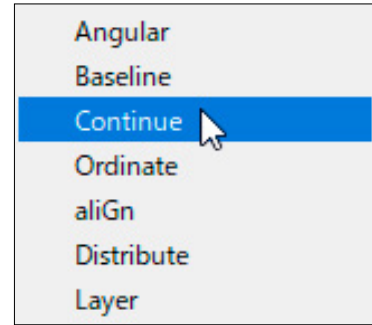 Angular
Baseline
Continue
Ordinate
aliGn
Distribute
Layer